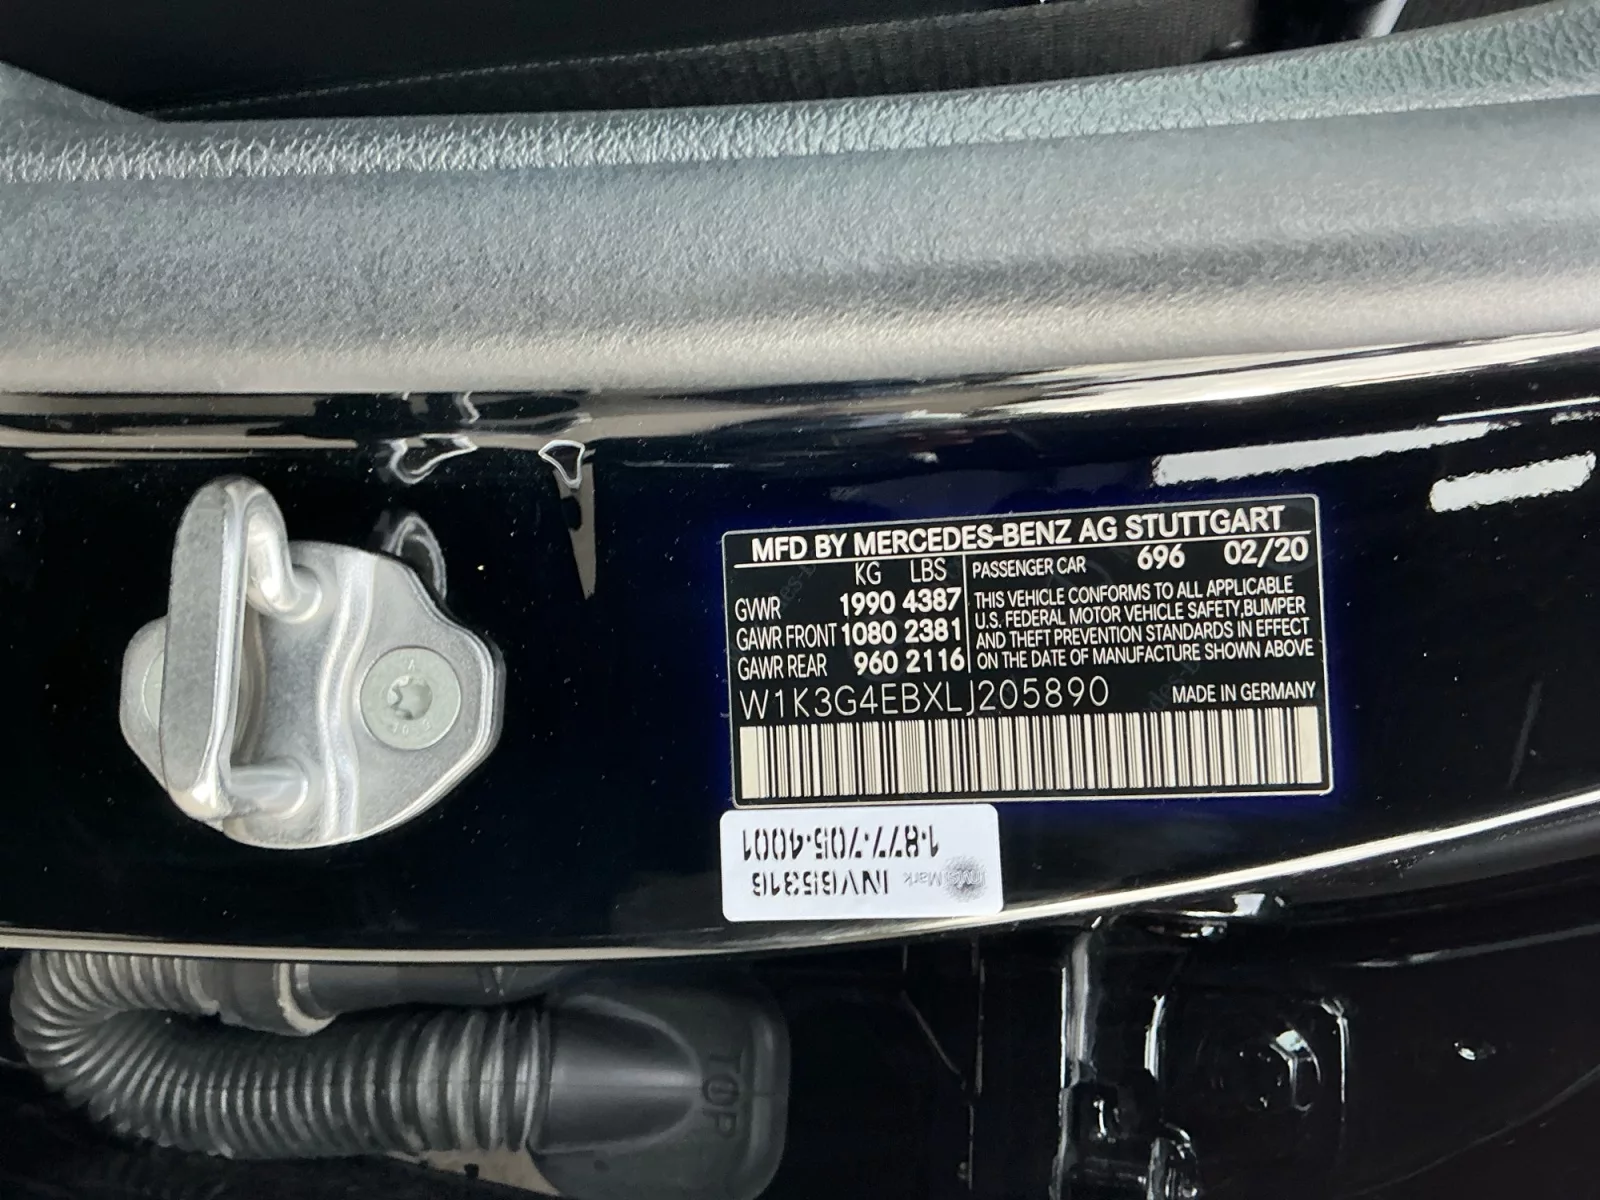 MFD BY MERCEDES-BENZ AG STUTTGART
KG LBS
GVWR 1990 4387
GAWR FRONT 1080 2381
GAWR REAR 960 2116
PASSENGER CAR 696 02/20
THIS VEHICLE CONFORMS TO ALL APPLICABLE
U.S. FEDERAL MOTOR VEHICLE SAFETY,BUMPER
AND THEFT PREVENTION STANDARDS IN EFFECT
ON THE DATE OF MANUFACTURE SHOWN ABOVE
W1K3G4EBXLJ205890 MADE IN GERMANY
Mark INV65316
1-877-705-4001
TOP